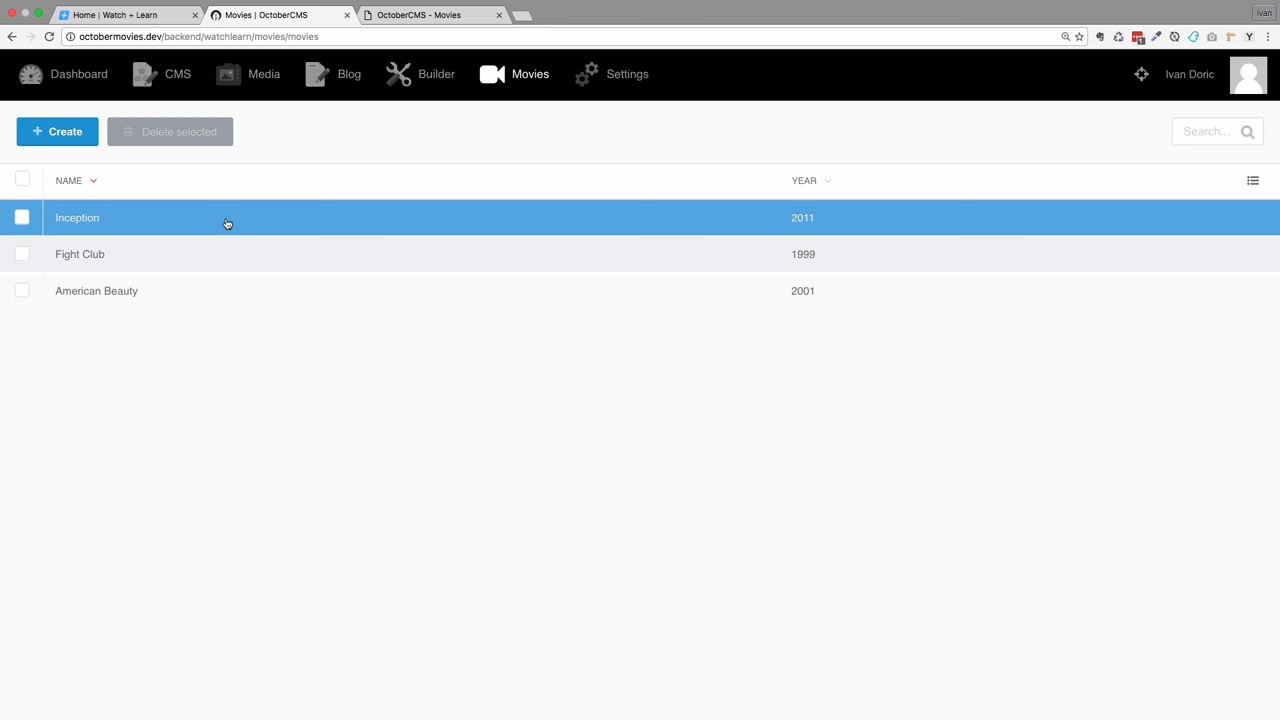 Home | Watch + Learn
Movies | OctoberCMS
OctoberCMS - Movies
Ivan
octobermovies.dev/backend/watchlearn/movies/movies
Dashboard
CMS
Media
Blog
Builder
Movies
Settings
Ivan Doric
+ Create
Delete selected
Search...
NAME
YEAR
Inception 2011
Fight Club 1999
American Beauty 2001